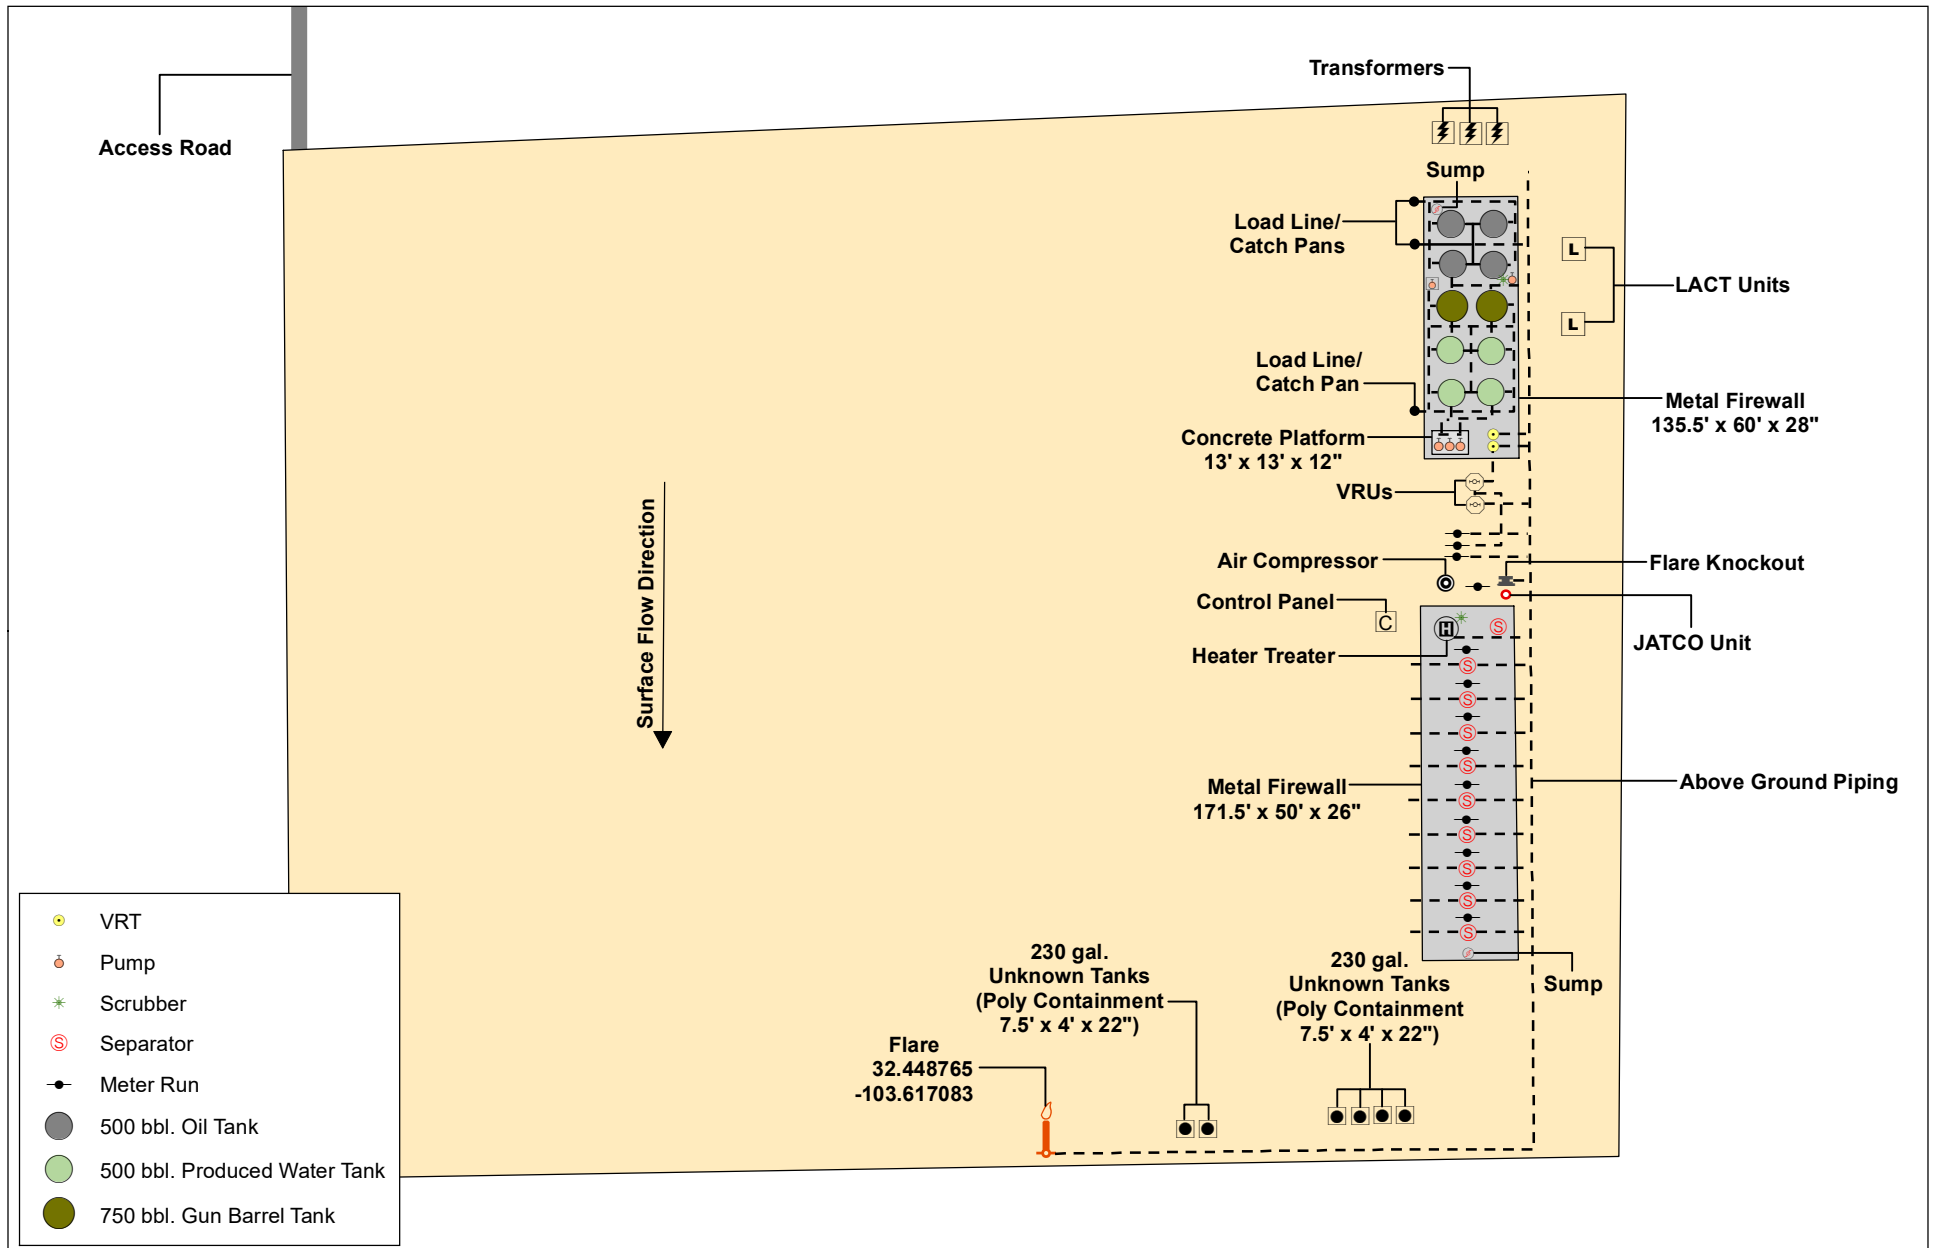 Transformers
Access Road
Sump
Load Line/
Catch Pans
L
L
LACT Units
Load Line/
Catch Pan
Metal Firewall
135.5' x 60' x 28"
Concrete Platform
13' x 13' x 12"
VRUs
Surface Flow Direction
Air Compressor
Flare Knockout
Control Panel
C
JATCO Unit
Heater Treater
H
S
S
S
S
S
S
S
S
S
S
Metal Firewall
171.5' x 50' x 26"
Above Ground Piping
Sump
230 gal.
Unknown Tanks
(Poly Containment
7.5' x 4' x 22")
230 gal.
Unknown Tanks
(Poly Containment
7.5' x 4' x 22")
Flare
32.448765
-103.617083
VRT
Pump
Scrubber
S Separator
Meter Run
500 bbl. Oil Tank
500 bbl. Produced Water Tank
750 bbl. Gun Barrel Tank